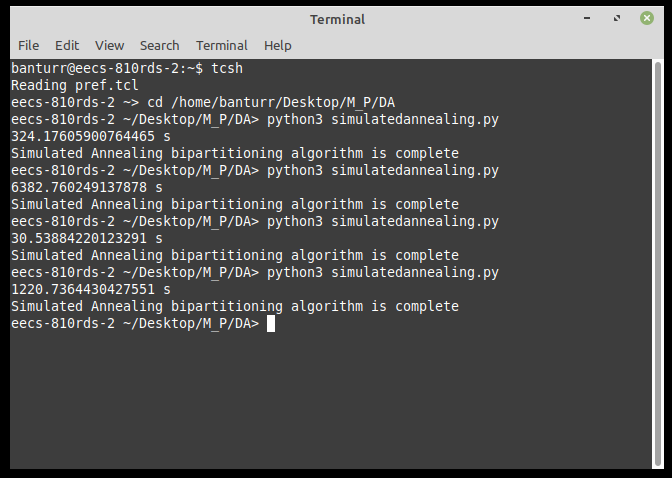 Terminal
File Edit View Search Terminal Help
banturr@eecs-810rds-2:~$ tcsh
Reading pref.tcl
eecs-810rds-2 ~> cd /home/banturr/Desktop/M_P/DA
eecs-810rds-2 ~/Desktop/M_P/DA> python3 simulatedannealing.py
324.17605900764465 s
Simulated Annealing bipartitioning algorithm is complete
eecs-810rds-2 ~/Desktop/M_P/DA> python3 simulatedannealing.py
6382.760249137878 s
Simulated Annealing bipartitioning algorithm is complete
eecs-810rds-2 ~/Desktop/M_P/DA> python3 simulatedannealing.py
30.53884220123291 s
Simulated Annealing bipartitioning algorithm is complete
eecs-810rds-2 ~/Desktop/M_P/DA> python3 simulatedannealing.py
1220.7364430427551 s
Simulated Annealing bipartitioning algorithm is complete
eecs-810rds-2 ~/Desktop/M_P/DA>